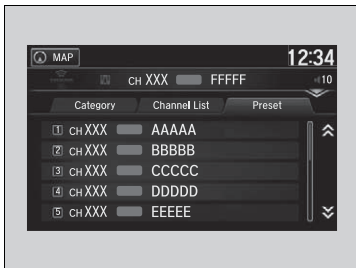 MAP 12:34
CH XXX FFFFF 10
Category Channel List Preset
1 CH XXX AAAAA
2 CH XXX BBBBB
3 CH XXX CCCCC
4 CH XXX DDDDD
5 CH XXX EEEEE